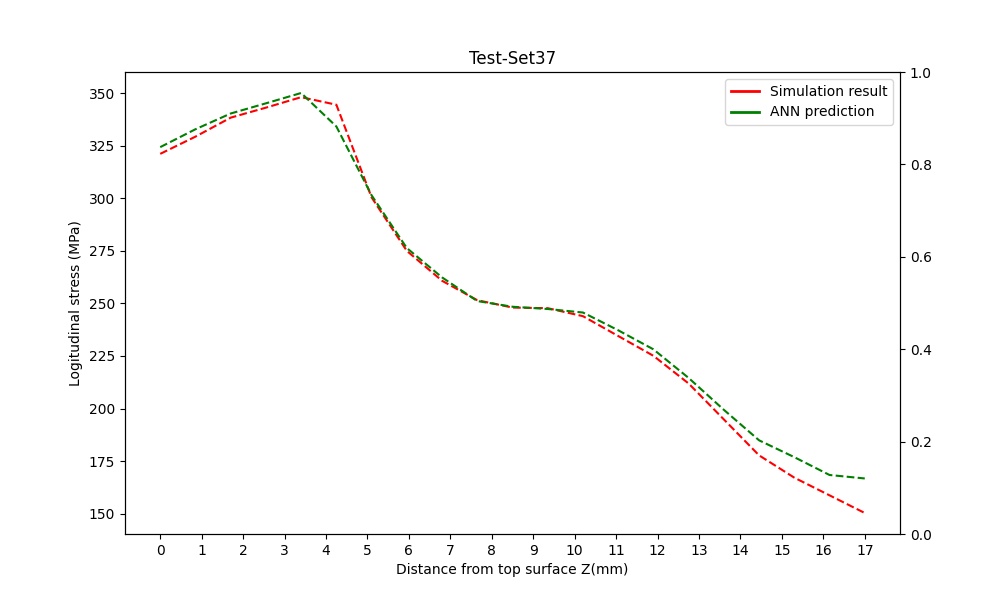 Test-Set37
Simulation result
ANN prediction
Logitudinal stress (MPa)
350
325
300
275
250
225
200
175
150
1.0
0.8
0.6
0.4
0.2
0.0
0 1 2 3 4 5 6 7 8 9 10 11 12 13 14 15 16 17
Distance from top surface Z(mm)